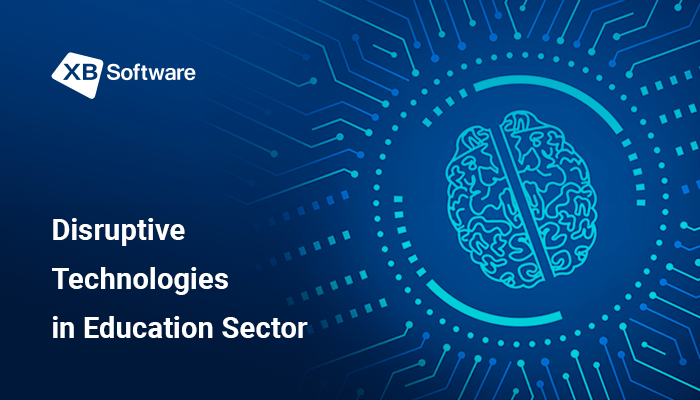 XB Software
Disruptive
Technologies
in Education Sector